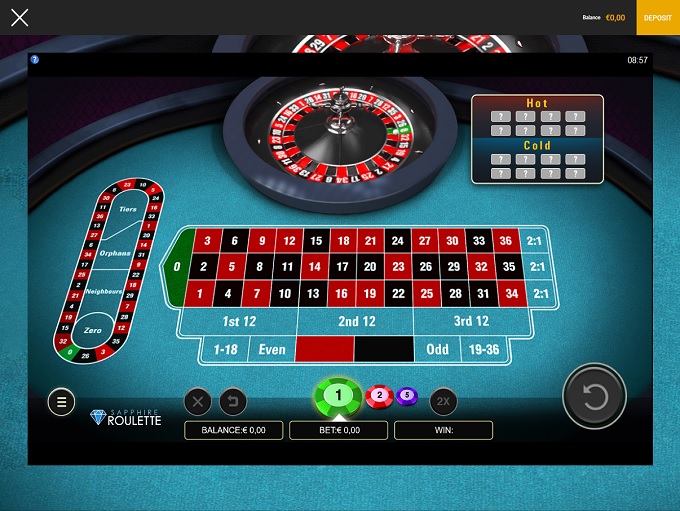 Balance €0,00 DEPOSIT
? 08:57
Hot
? ? ? ?
? ? ? ?
Cold
? ? ? ?
? ? ? ?
Tiers
Orphans
Neighbours
Zero
0
3 6 9 12 15 18 21 24 27 30 33 36 2:1
2 5 8 11 14 17 20 23 26 29 32 35 2:1
1 4 7 10 13 16 19 22 25 28 31 34 2:1
1st 12 2nd 12 3rd 12
1-18 Even Odd 19-36
1 2 5 2X
SAPPHIRE
ROULETTE
BALANCE:€ 0,00 BET:€ 0,00 WIN: